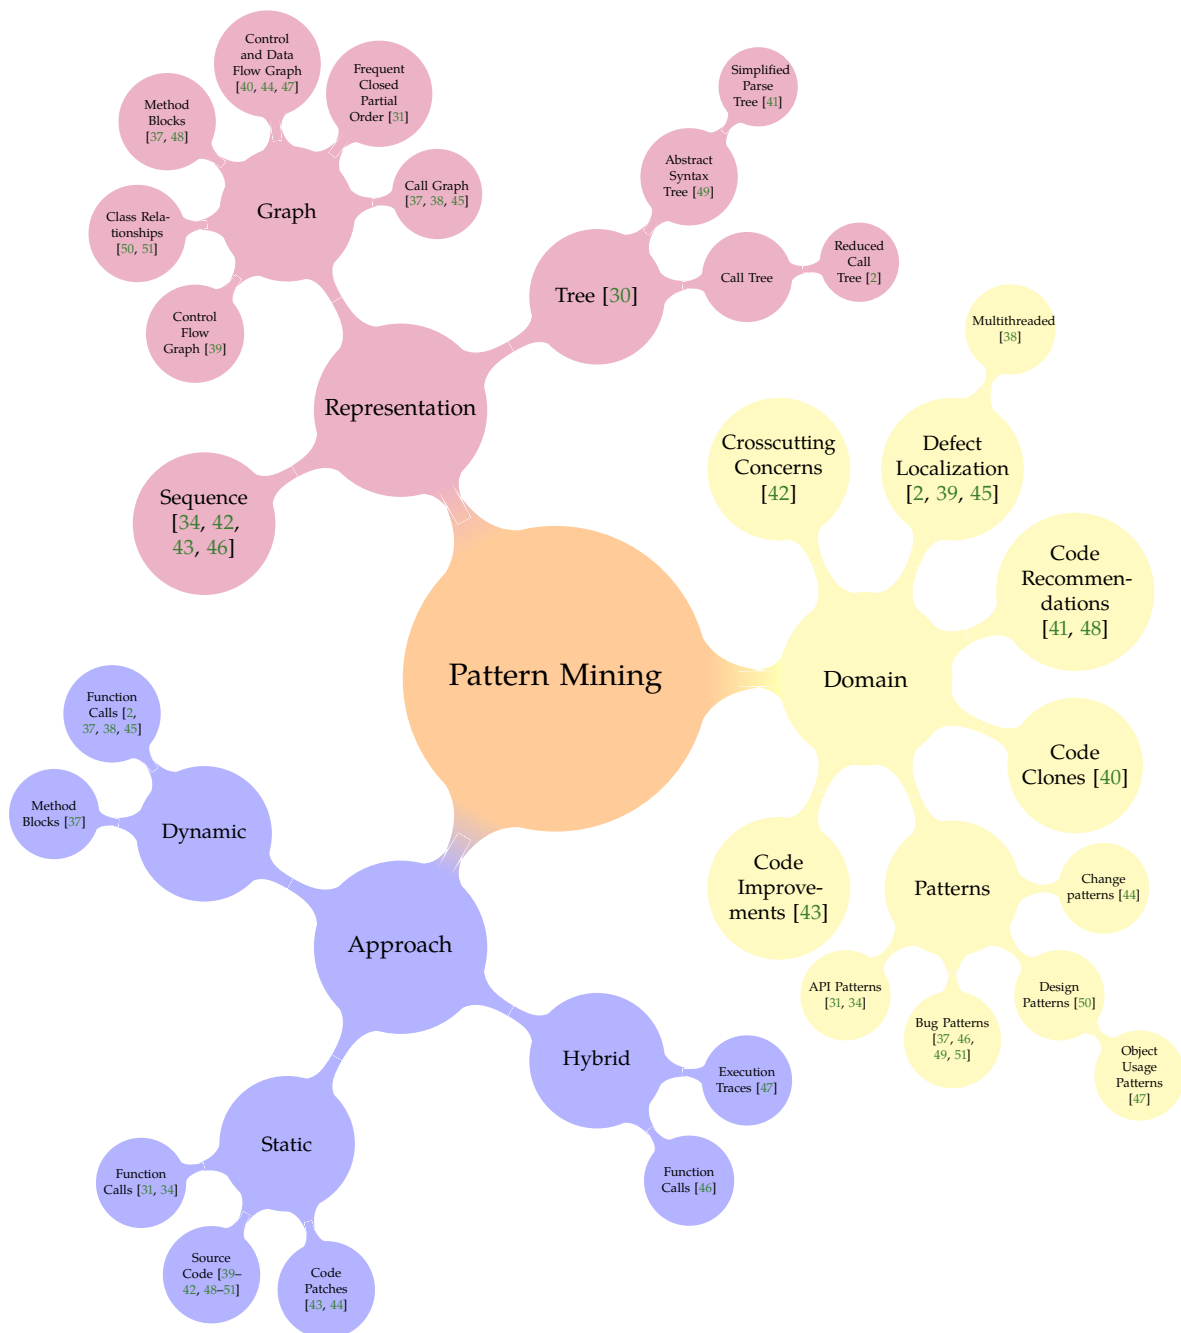 Control
and Data
Flow Graph
[40, 44, 47]
Frequent
Closed
Partial
Order [31]
Method
Blocks
[37, 48]
Call Graph
[37, 38, 45]
Class Rela-
tionships
[50, 51]
Graph
Control
Flow
Graph [39]
Simplified
Parse
Tree [41]
Abstract
Syntax
Tree [49]
Tree [30]
Call Tree
Reduced
Call
Tree [2]
Representation
Sequence
[34, 42,
43, 46]
Multithreaded
[38]
Crosscutting
Concerns
[42]
Defect
Localization
[2, 39, 45]
Code
Recommen-
dations
[41, 48]
Pattern Mining
Domain
Code
Clones [40]
Code
Improve-
ments [43]
Patterns
Change
patterns [44]
API Patterns
[31, 34]
Bug Patterns
[37, 46,
49, 51]
Design
Patterns [50]
Object
Usage
Patterns
[47]
Function
Calls [2,
37, 38, 45]
Method
Blocks [37]
Dynamic
Approach
Hybrid
Execution
Traces [47]
Function
Calls [46]
Static
Function
Calls [31, 34]
Source
Code [39–
42, 48–51]
Code
Patches
[43, 44]